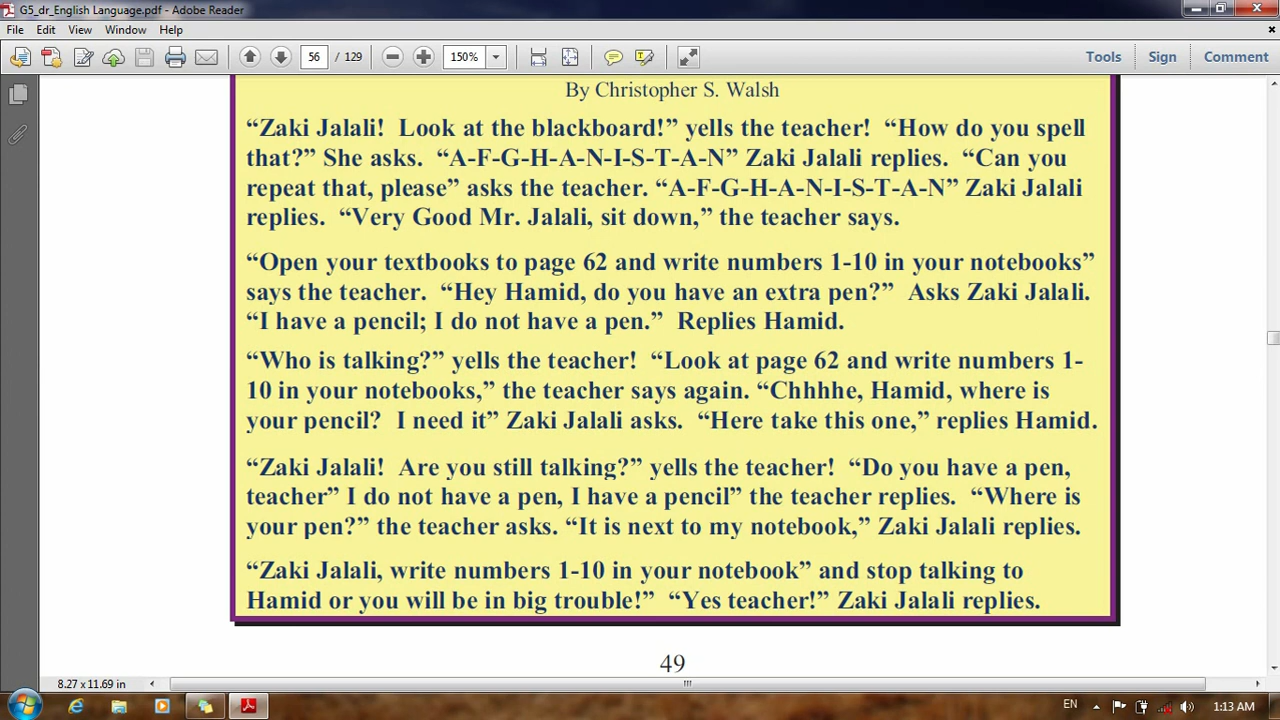 G5_dr_English Language.pdf - Adobe Reader
File Edit View Window Help
56 / 129 150% Tools Sign Comment
By Christopher S. Walsh
“Zaki Jalali!  Look at the blackboard!” yells the teacher!  “How do you spell
that?” She asks.  “A-F-G-H-A-N-I-S-T-A-N” Zaki Jalali replies.  “Can you
repeat that, please” asks the teacher. “A-F-G-H-A-N-I-S-T-A-N” Zaki Jalali
replies.  “Very Good Mr. Jalali, sit down,” the teacher says.
“Open your textbooks to page 62 and write numbers 1-10 in your notebooks”
says the teacher.  “Hey Hamid, do you have an extra pen?”  Asks Zaki Jalali.
“I have a pencil; I do not have a pen.”  Replies Hamid.
“Who is talking?” yells the teacher!  “Look at page 62 and write numbers 1-
10 in your notebooks,” the teacher says again. “Chhhhe, Hamid, where is
your pencil?  I need it” Zaki Jalali asks.  “Here take this one,” replies Hamid.
“Zaki Jalali!  Are you still talking?” yells the teacher!  “Do you have a pen,
teacher” I do not have a pen, I have a pencil” the teacher replies.  “Where is
your pen?” the teacher asks. “It is next to my notebook,” Zaki Jalali replies.
“Zaki Jalali, write numbers 1-10 in your notebook” and stop talking to
Hamid or you will be in big trouble!”  “Yes teacher!” Zaki Jalali replies.
49
8.27 x 11.69 in
EN 1:13 AM